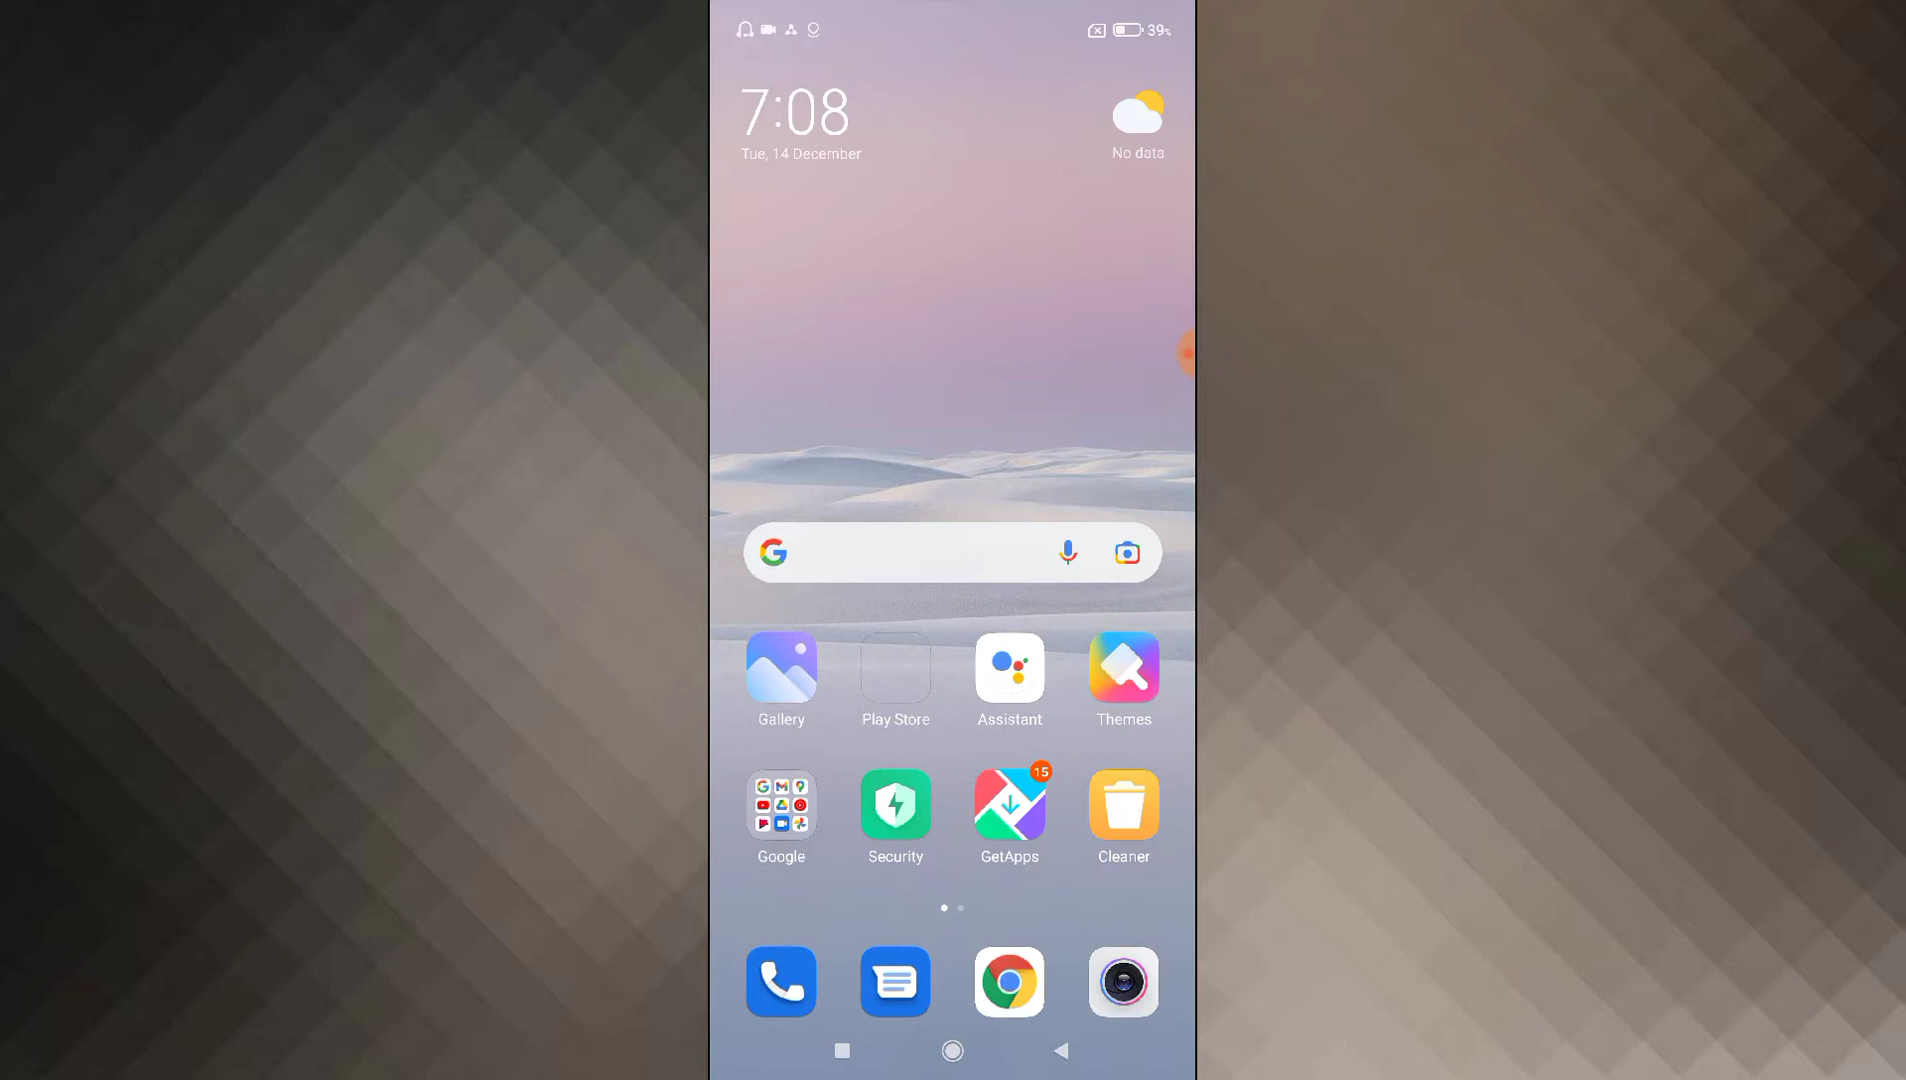 39%
7:08
Tue, 14 December
No data
Gallery
Play Store
Assistant
Themes
15
Google
Security
GetApps
Cleaner